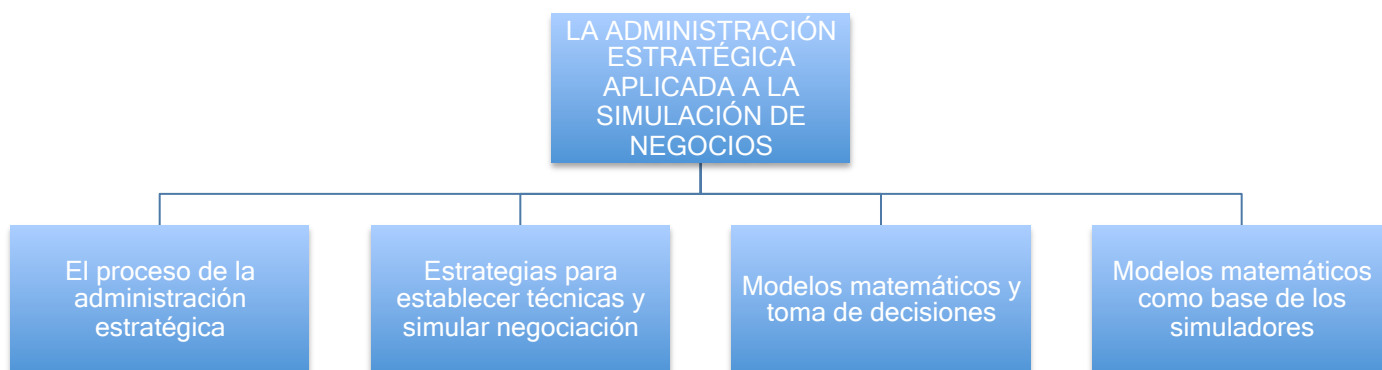 LA ADMINISTRACIÓN
ESTRATÉGICA
APLICADA A LA
SIMULACIÓN DE
NEGOCIOS
El proceso de la
administración
estratégica
Estrategias para
establecer técnicas y
simular negociación
Modelos matemáticos y
toma de decisiones
Modelos matemáticos
como base de los
simuladores